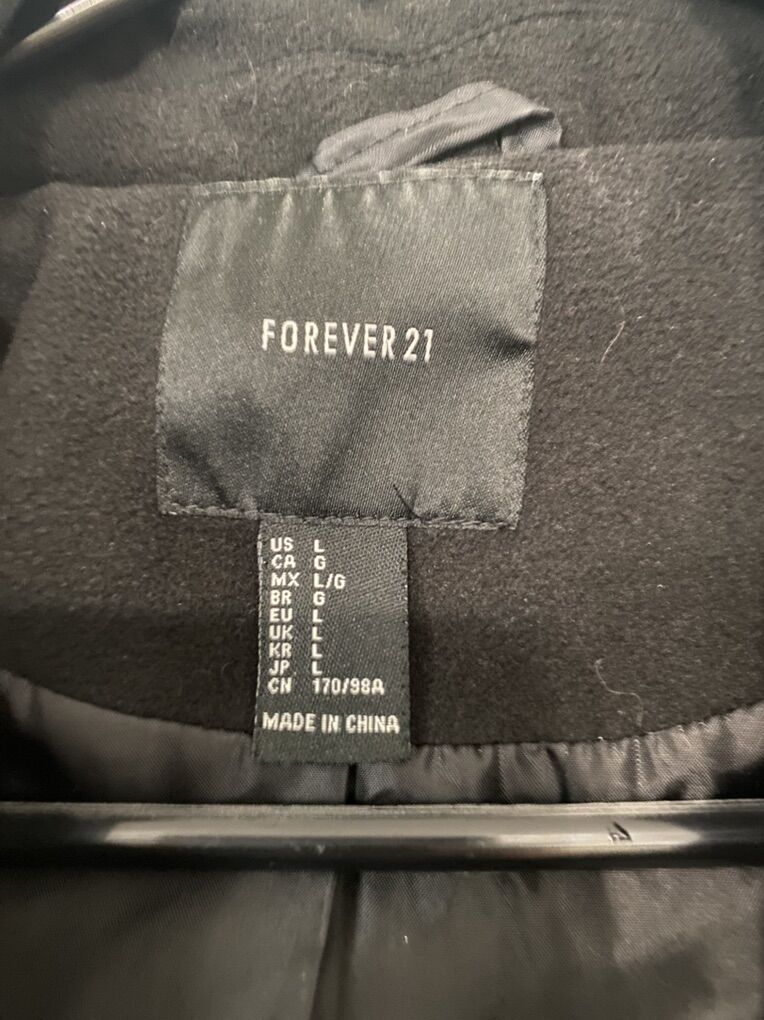 FOREVER 21
US L
CA G
MX L/G
BR G
EU L
UK L
KR L
JP L
CN 170/98A
MADE IN CHINA